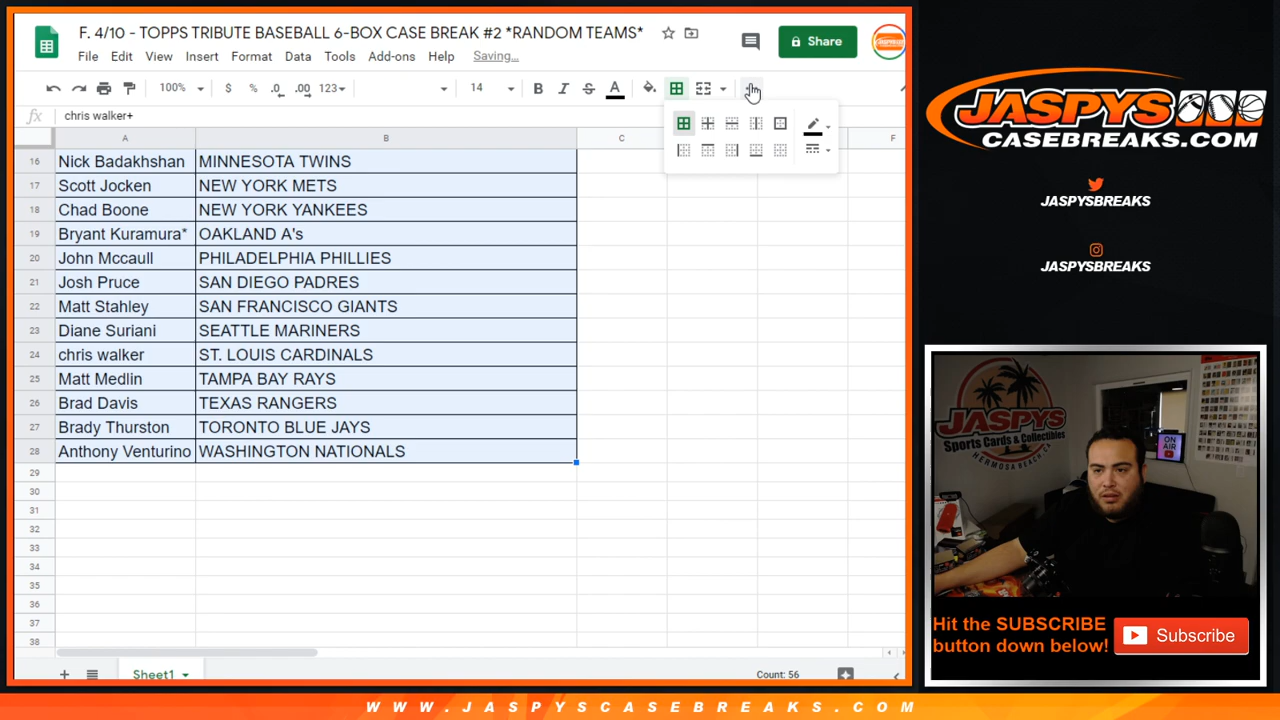 F. 4/10 - TOPPS TRIBUTE BASEBALL 6-BOX CASE BREAK #2 *RANDOM TEAMS*
File Edit View Insert Format Data Tools Add-ons Help Saving...
Share
100% $ % .0 .00 123 14 B I S A
fx chris walker+
A B C F
16 Nick Badakhshan MINNESOTA TWINS
17 Scott Jocken NEW YORK METS
18 Chad Boone NEW YORK YANKEES
19 Bryant Kuramura* OAKLAND A's
20 John Mccaull PHILADELPHIA PHILLIES
21 Josh Pruce SAN DIEGO PADRES
22 Matt Stahley SAN FRANCISCO GIANTS
23 Diane Suriani SEATTLE MARINERS
24 chris walker ST. LOUIS CARDINALS
25 Matt Medlin TAMPA BAY RAYS
26 Brad Davis TEXAS RANGERS
27 Brady Thurston TORONTO BLUE JAYS
28 Anthony Venturino WASHINGTON NATIONALS
29
30
31
32
33
34
35
36
37
38
Sheet1
Count: 56
JASPYS
CASEBREAKS.COM
JASPYSBREAKS
JASPYSBREAKS
JASPYS
Sports Cards & Collectibles
HERMOSA BEACH, CA
ON AIR
Hit the SUBSCRIBE
button down below!
Subscribe
WWW.JASPYSCASEBREAKS.COM